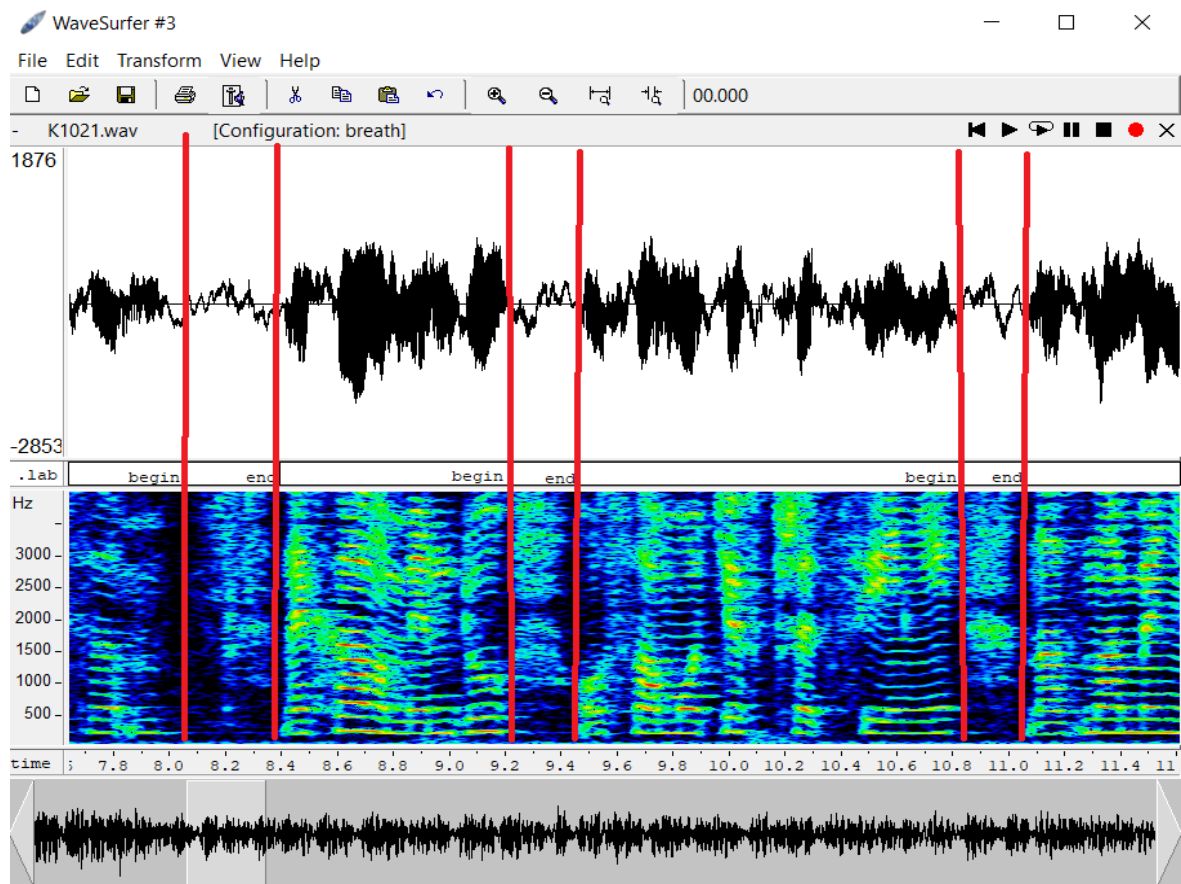 WaveSurfer #3
File Edit Transform View Help
00.000
- K1021.wav [Configuration: breath]
1876
-2853
.lab begin end begin end begin end
Hz
3000
2500
2000
1500
1000
500
time 7.8 8.0 8.2 8.4 8.6 8.8 9.0 9.2 9.4 9.6 9.8 10.0 10.2 10.4 10.6 10.8 11.0 11.2 11.4 11